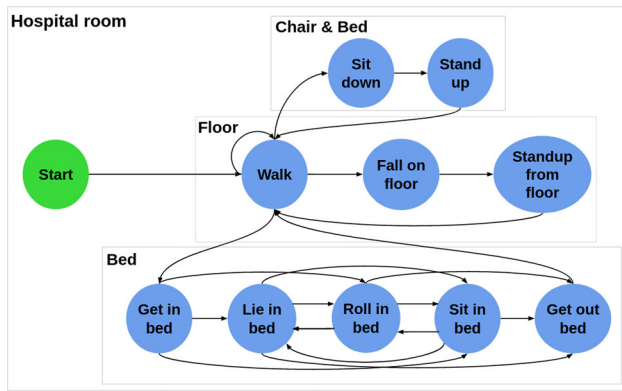 Hospital room
Chair & Bed
Sit
down
Stand
up
Floor
Start
Walk
Fall on
floor
Standup
from
floor
Bed
Get in
bed
Lie in
bed
Roll in
bed
Sit in
bed
Get out
bed